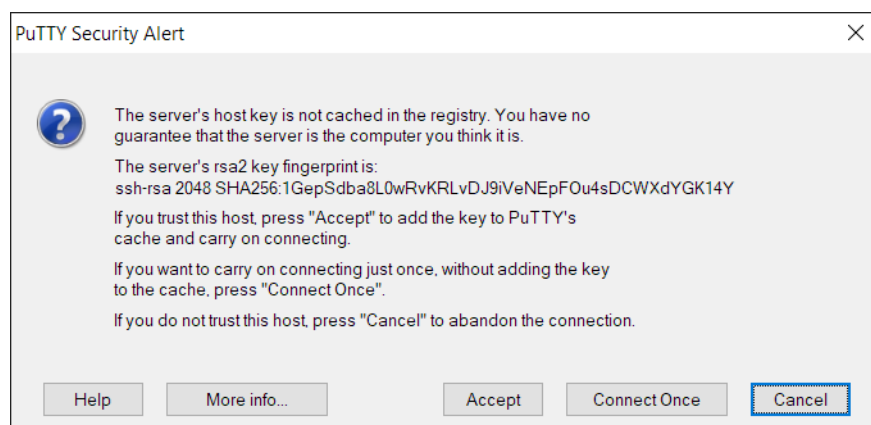 PuTTY Security Alert
The server's host key is not cached in the registry. You have no
guarantee that the server is the computer you think it is.
The server's rsa2 key fingerprint is:
ssh-rsa 2048 SHA256:1GepSdba8L0wRvKRLvDJ9iVeNEpFOu4sDCWXdYGK14Y
If you trust this host, press "Accept" to add the key to PuTTY's
cache and carry on connecting.
If you want to carry on connecting just once, without adding the key
to the cache, press "Connect Once".
If you do not trust this host, press "Cancel" to abandon the connection.
Help More info... Accept Connect Once Cancel